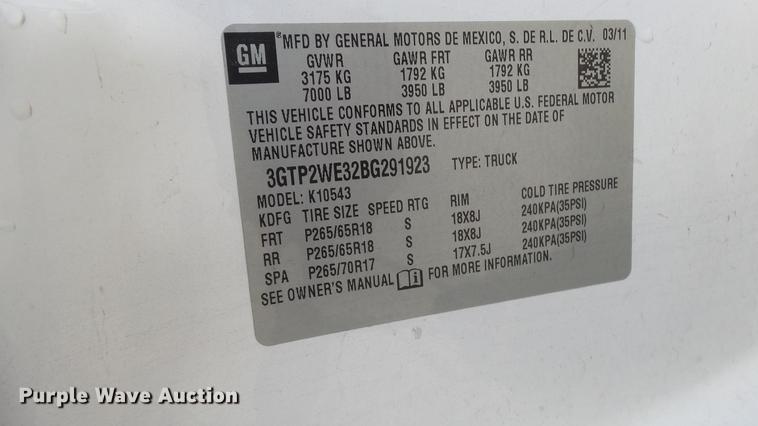 GM
®MFD BY GENERAL MOTORS DE MEXICO, S. DE R.L. DE C.V. 03/11
GVWR GAWR FRT GAWR RR
3175 KG 1792 KG 1792 KG
7000 LB 3950 LB 3950 LB
THIS VEHICLE CONFORMS TO ALL APPLICABLE U.S. FEDERAL MOTOR
VEHICLE SAFETY STANDARDS IN EFFECT ON THE DATE OF
MANUFACTURE SHOWN ABOVE.
3GTP2WE32BG291923 TYPE: TRUCK
MODEL: K10543
KDFG TIRE SIZE SPEED RTG RIM COLD TIRE PRESSURE
FRT P265/65R18 S 18X8J 240KPA(35PSI)
RR P265/65R18 S 18X8J 240KPA(35PSI)
SPA P265/70R17 S 17X7.5J 240KPA(35PSI)
SEE OWNER'S MANUAL i FOR MORE INFORMATION.
Purple Wave Auction